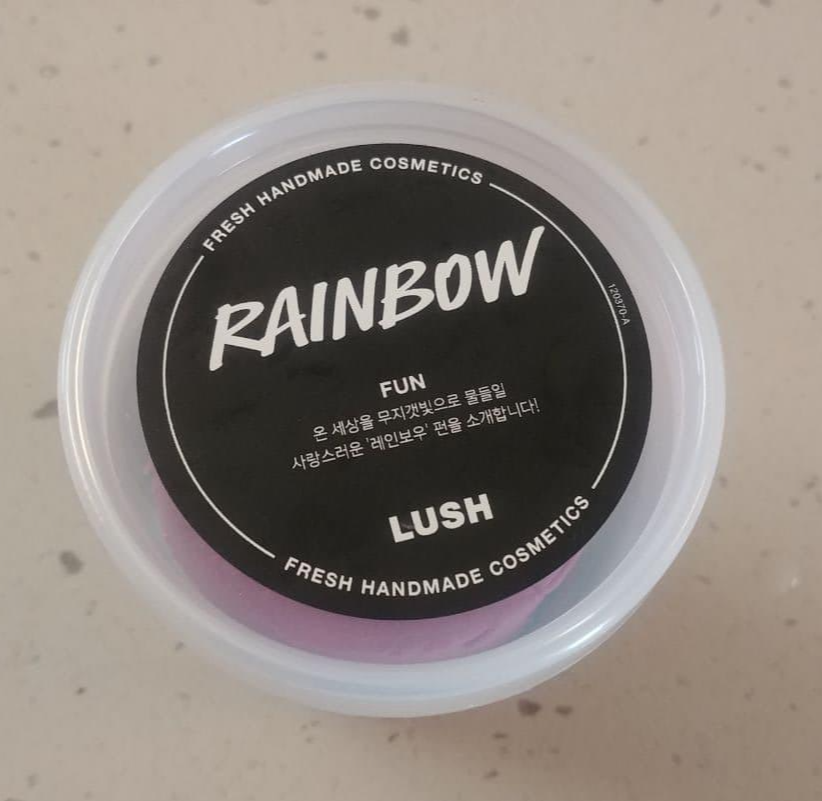 FRESH HANDMADE COSMETICS
RAINBOW
120370-A
FUN
온 세상을 무지갯빛으로 물들일
사랑스러운 '레인보우' 펀을 소개합니다!
LUSH
FRESH HANDMADE COSMETICS